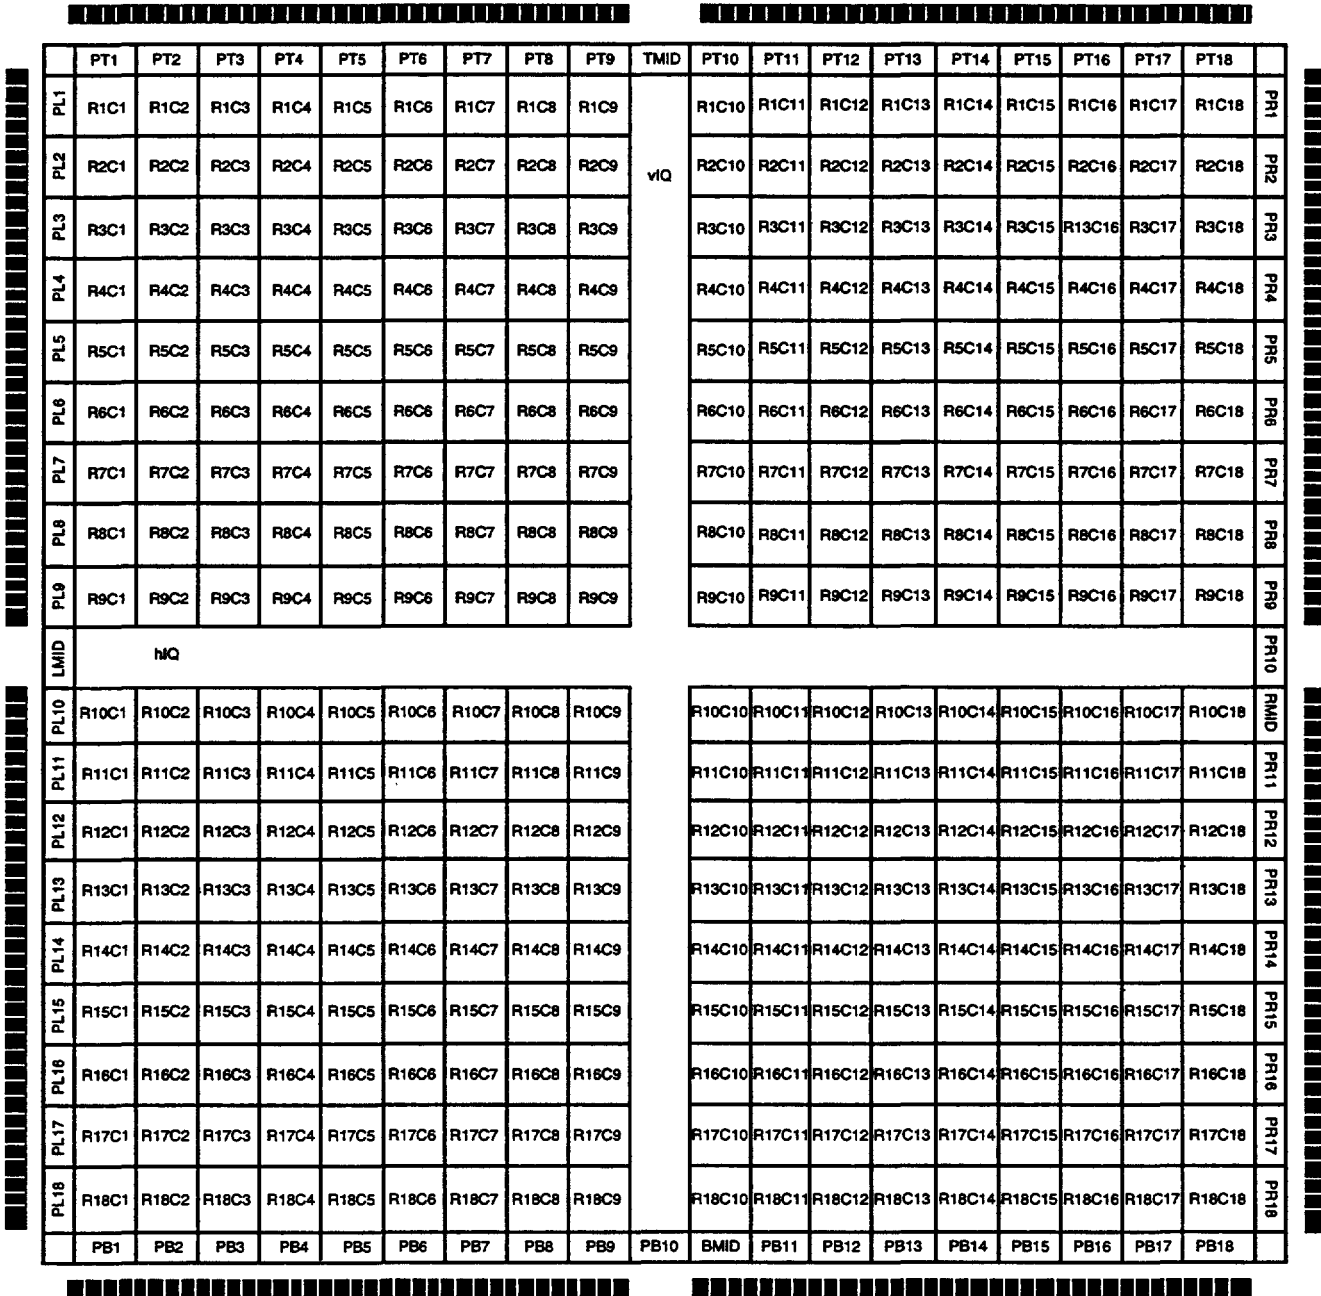 PT1 PT2 PT3 PT4 PT5 PT6 PT7 PT8 PT9 TMID PT10 PT11 PT12 PT13 PT14 PT15 PT16 PT17 PT18
PL1 R1C1 R1C2 R1C3 R1C4 R1C5 R1C6 R1C7 R1C8 R1C9 R1C10 R1C11 R1C12 R1C13 R1C14 R1C15 R1C16 R1C17 R1C18 PR1
PL2 R2C1 R2C2 R2C3 R2C4 R2C5 R2C6 R2C7 R2C8 R2C9 vIQ R2C10 R2C11 R2C12 R2C13 R2C14 R2C15 R2C16 R2C17 R2C18 PR2
PL3 R3C1 R3C2 R3C3 R3C4 R3C5 R3C6 R3C7 R3C8 R3C9 R3C10 R3C11 R3C12 R3C13 R3C14 R3C15 R13C16 R3C17 R3C18 PR3
PL4 R4C1 R4C2 R4C3 R4C4 R4C5 R4C6 R4C7 R4C8 R4C9 R4C10 R4C11 R4C12 R4C13 R4C14 R4C15 R4C16 R4C17 R4C18 PR4
PL5 R5C1 R5C2 R5C3 R5C4 R5C5 R5C6 R5C7 R5C8 R5C9 R5C10 R5C11 R5C12 R5C13 R5C14 R5C15 R5C16 R5C17 R5C18 PR5
PL6 R6C1 R6C2 R6C3 R6C4 R6C5 R6C6 R6C7 R6C8 R6C9 R6C10 R6C11 R6C12 R6C13 R6C14 R6C15 R6C16 R6C17 R6C18 PR6
PL7 R7C1 R7C2 R7C3 R7C4 R7C5 R7C6 R7C7 R7C8 R7C9 R7C10 R7C11 R7C12 R7C13 R7C14 R7C15 R7C16 R7C17 R7C18 PR7
PL8 R8C1 R8C2 R8C3 R8C4 R8C5 R8C6 R8C7 R8C8 R8C9 R8C10 R8C11 R8C12 R8C13 R8C14 R8C15 R8C16 R8C17 R8C18 PR8
PL9 R9C1 R9C2 R9C3 R9C4 R9C5 R9C6 R9C7 R9C8 R9C9 R9C10 R9C11 R9C12 R9C13 R9C14 R9C15 R9C16 R9C17 R9C18 PR9
LMID hIQ PR10
PL10 R10C1 R10C2 R10C3 R10C4 R10C5 R10C6 R10C7 R10C8 R10C9 R10C10 R10C11 R10C12 R10C13 R10C14 R10C15 R10C16 R10C17 R10C18 RMID
PL11 R11C1 R11C2 R11C3 R11C4 R11C5 R11C6 R11C7 R11C8 R11C9 R11C10 R11C11 R11C12 R11C13 R11C14 R11C15 R11C16 R11C17 R11C18 PR11
PL12 R12C1 R12C2 R12C3 R12C4 R12C5 R12C6 R12C7 R12C8 R12C9 R12C10 R12C11 R12C12 R12C13 R12C14 R12C15 R12C16 R12C17 R12C18 PR12
PL13 R13C1 R13C2 R13C3 R13C4 R13C5 R13C6 R13C7 R13C8 R13C9 R13C10 R13C11 R13C12 R13C13 R13C14 R13C15 R13C16 R13C17 R13C18 PR13
PL14 R14C1 R14C2 R14C3 R14C4 R14C5 R14C6 R14C7 R14C8 R14C9 R14C10 R14C11 R14C12 R14C13 R14C14 R14C15 R14C16 R14C17 R14C18 PR14
PL15 R15C1 R15C2 R15C3 R15C4 R15C5 R15C6 R15C7 R15C8 R15C9 R15C10 R15C11 R15C12 R15C13 R15C14 R15C15 R15C16 R15C17 R15C18 PR15
PL16 R16C1 R16C2 R16C3 R16C4 R16C5 R16C6 R16C7 R16C8 R16C9 R16C10 R16C11 R16C12 R16C13 R16C14 R16C15 R16C16 R16C17 R16C18 PR16
PL17 R17C1 R17C2 R17C3 R17C4 R17C5 R17C6 R17C7 R17C8 R17C9 R17C10 R17C11 R17C12 R17C13 R17C14 R17C15 R17C16 R17C17 R17C18 PR17
PL18 R18C1 R18C2 R18C3 R18C4 R18C5 R18C6 R18C7 R18C8 R18C9 R18C10 R18C11 R18C12 R18C13 R18C14 R18C15 R18C16 R18C17 R18C18 PR18
PB1 PB2 PB3 PB4 PB5 PB6 PB7 PB8 PB9 PB10 BMID PB11 PB12 PB13 PB14 PB15 PB16 PB17 PB18